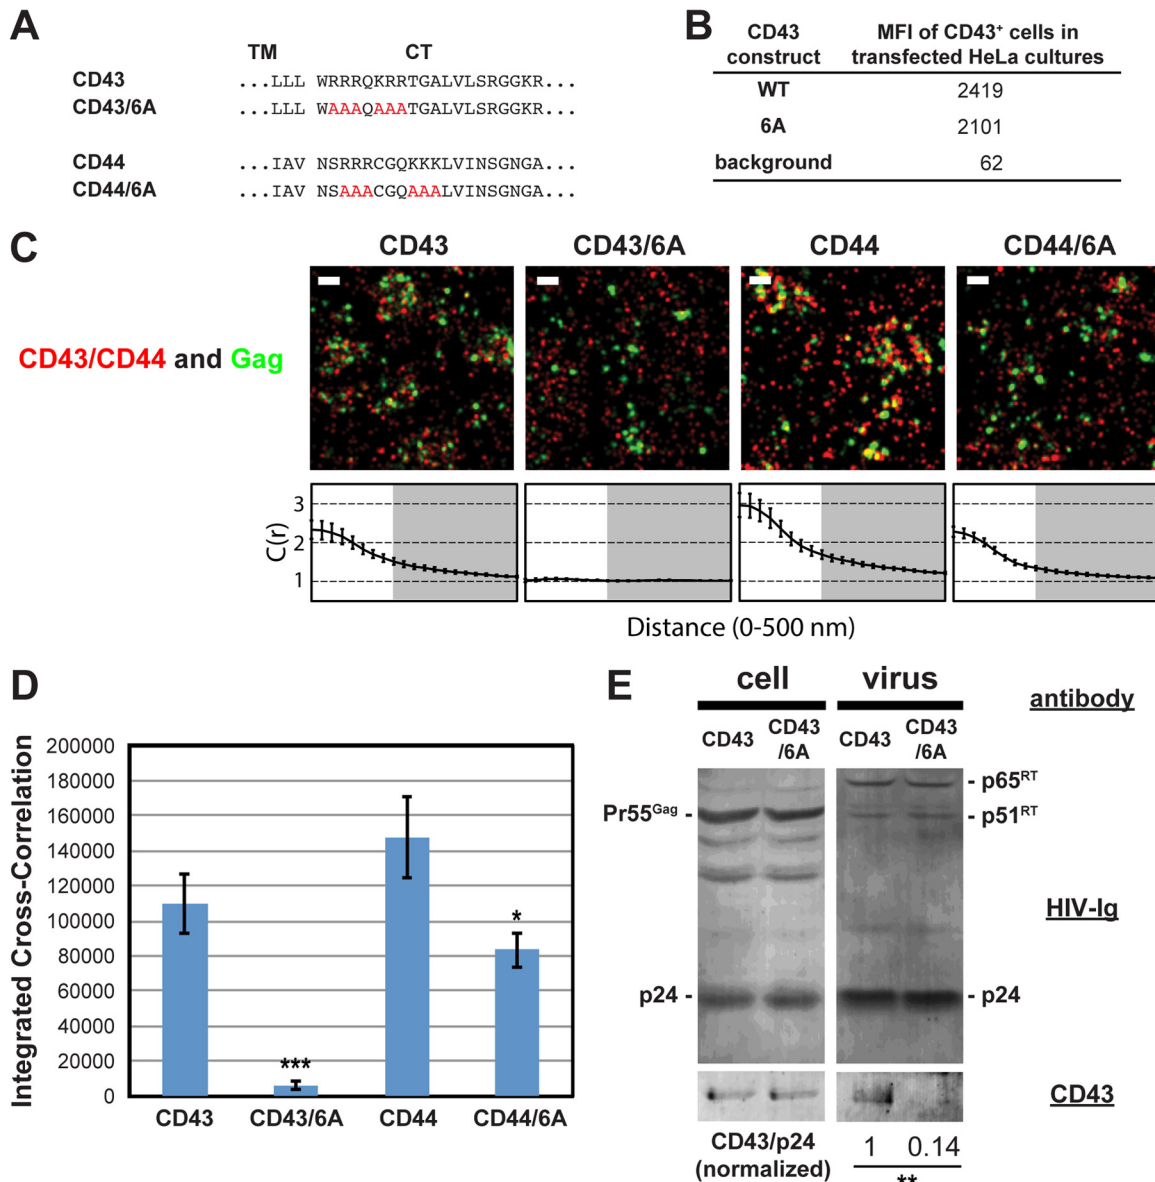 A
TM CT
CD43 ...LLL WRRRQKRRTGALVLSRGGKR...
CD43/6A ...LLL WAAAQAAATGALVLSRGGKR...
CD44 ...IAV NSRRRCGQKKKLVINSGNGA...
CD44/6A ...IAV NSAAACGQAAALVINSGNGA...
B
CD43 construct
MFI of CD43+ cells in transfected HeLa cultures
WT 2419
6A 2101
background 62
C
CD43 CD43/6A CD44 CD44/6A
CD43/CD44 and Gag
C(r)
3
2
1
Distance (0-500 nm)
D
Integrated Cross-Correlation
200000
180000
160000
140000
120000
100000
80000
60000
40000
20000
0
***
*
CD43 CD43/6A CD44 CD44/6A
E
cell virus
antibody
CD43 CD43/6A CD43 CD43/6A
Pr55Gag -
p24 -
- p65RT
- p51RT
- p24
HIV-Ig
CD43
CD43/p24
(normalized)
1 0.14
**